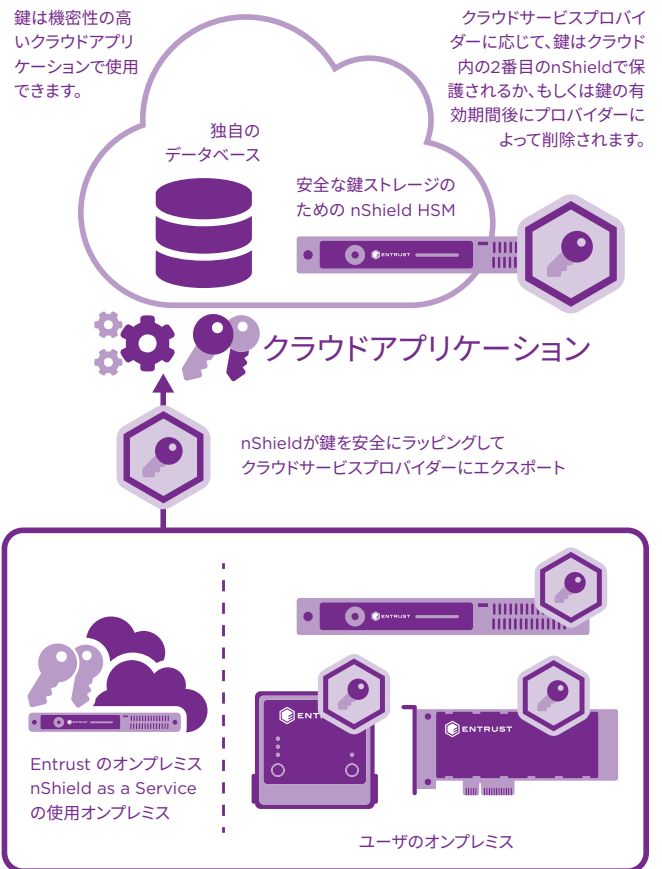 鍵は機密性の高
いクラウドアプリ
ケーションで使用
できます。
クラウドサービスプロバイ
ダーに応じて、鍵はクラウド
内の2番目のnShieldで保
護されるか、もしくは鍵の有
効期間後にプロバイダーに
よって削除されます。
独自の
データベース
安全な鍵ストレージの
ための nShield HSM
ENTRUST
クラウドアプリケーション
nShieldが鍵を安全にラッピングして
クラウドサービスプロバイダーにエクスポート
ENTRUST
ENTRUST
ENT
ENTRUST
Entrust のオンプレミス
nShield as a Service
の使用オンプレミス
ユーザのオンプレミス